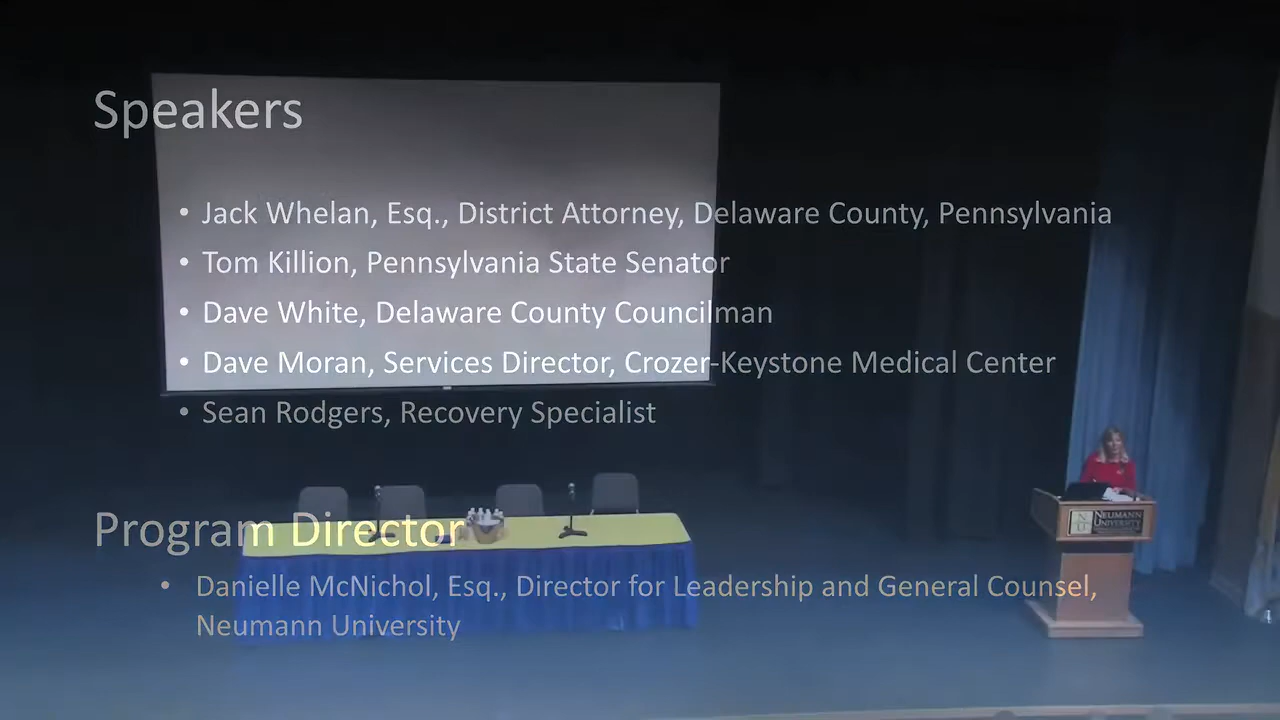 Speakers
• Jack Whelan, Esq., District Attorney, Delaware County, Pennsylvania
• Tom Killion, Pennsylvania State Senator
• Dave White, Delaware County Councilman
• Dave Moran, Services Director, Crozer-Keystone Medical Center
• Sean Rodgers, Recovery Specialist
Program Director
• Danielle McNichol, Esq., Director for Leadership and General Counsel,
Neumann University
NEUMANN
UNIVERSITY